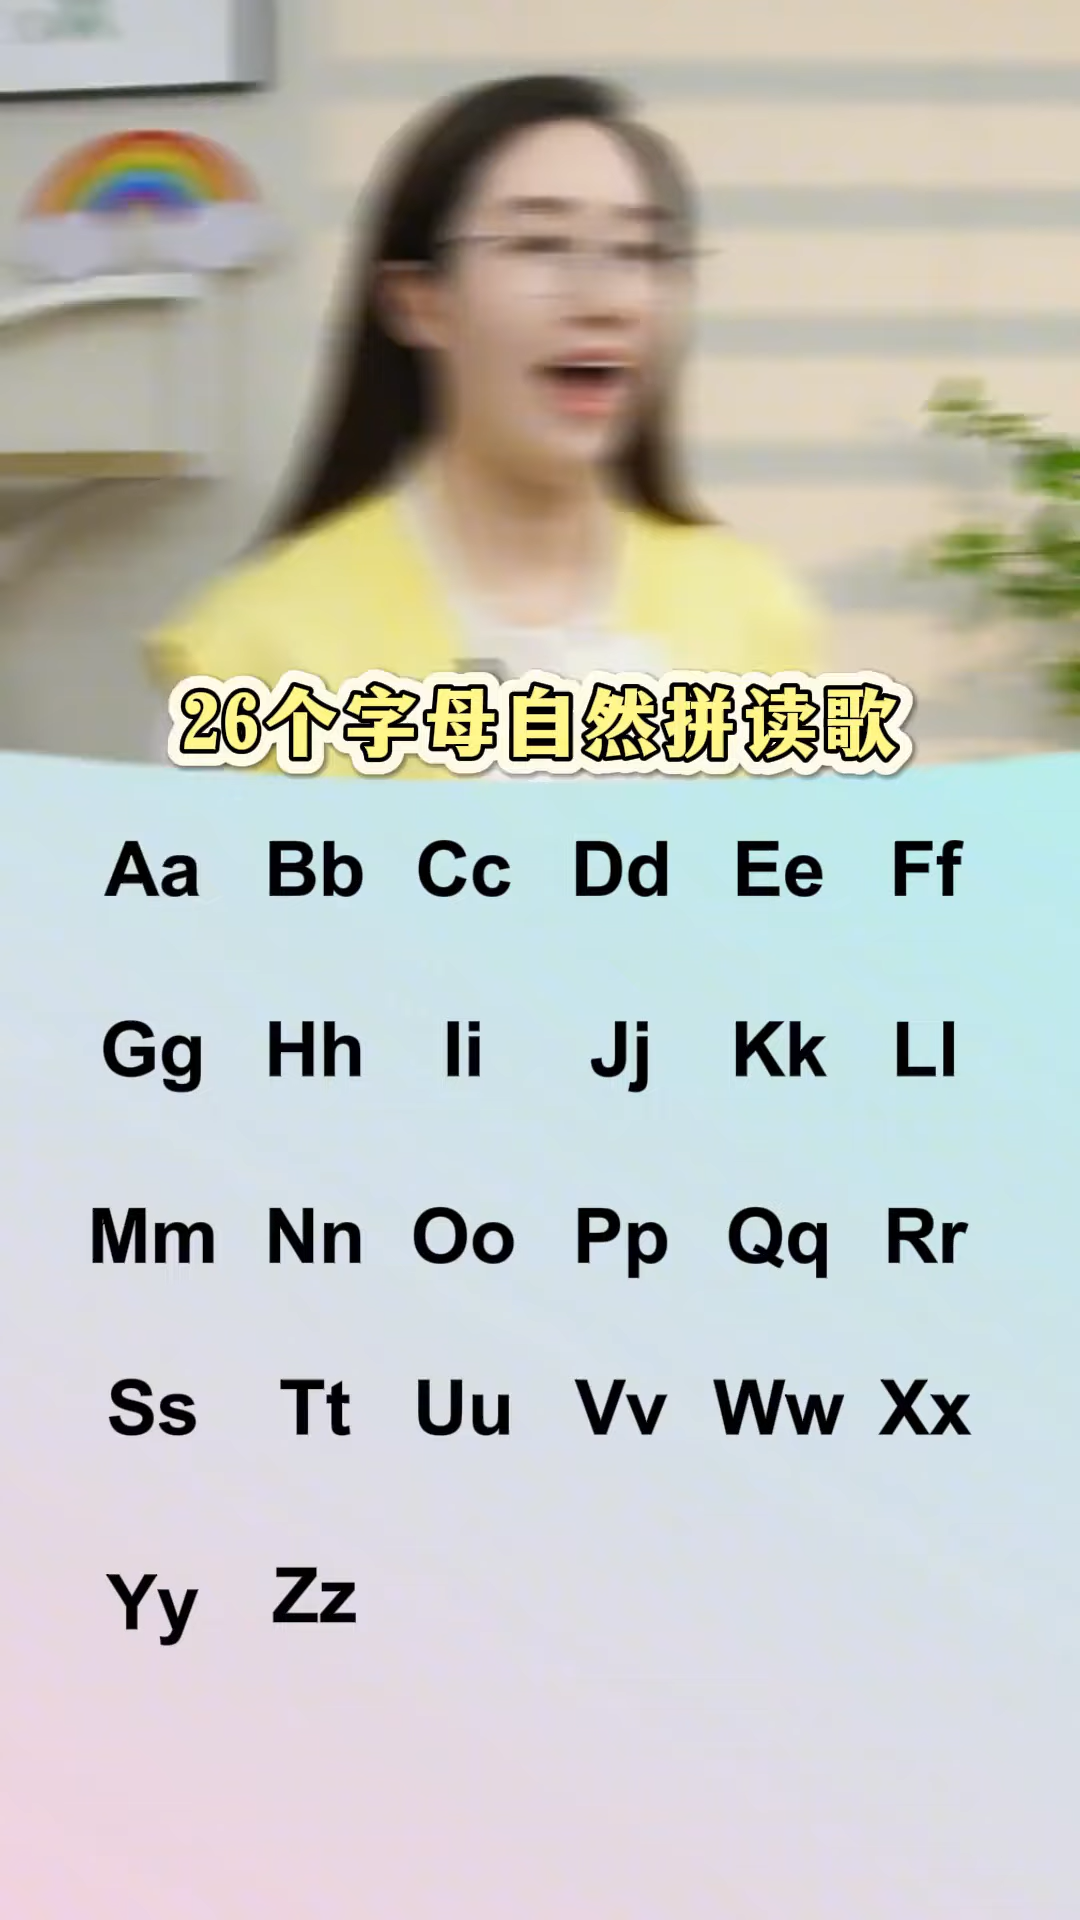 26个字母自然拼读歌
Aa Bb Cc Dd Ee Ff
Gg Hh Ii Jj Kk Ll
Mm Nn Oo Pp Qq Rr
Ss Tt Uu Vv Ww Xx
Yy Zz